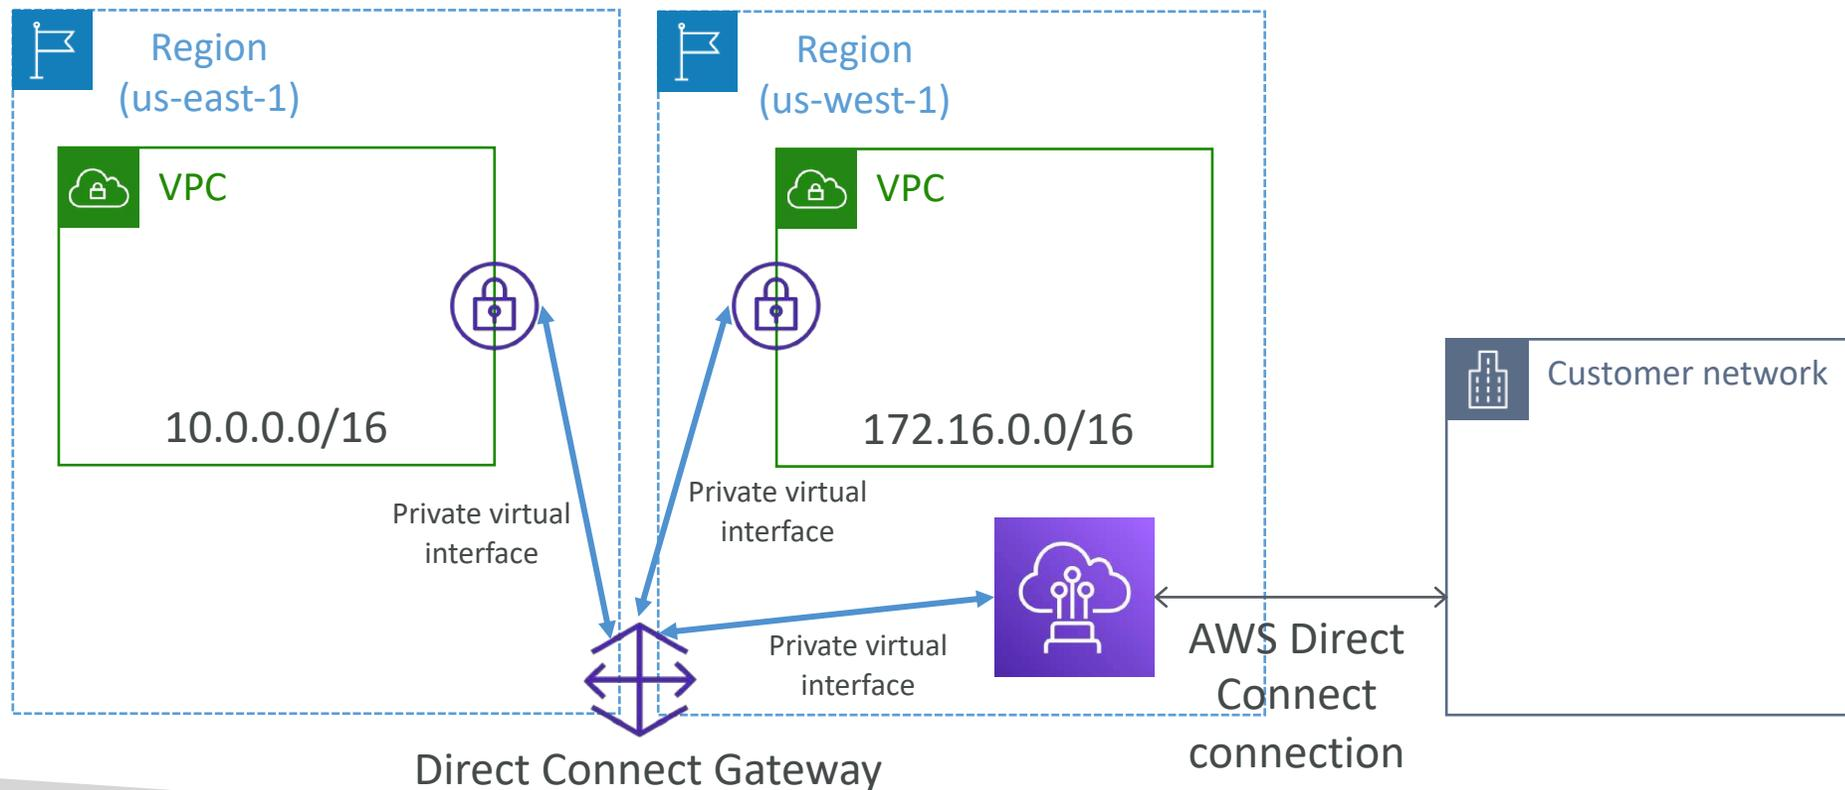 Region
(us-east-1)
VPC
10.0.0.0/16
Private virtual
interface
Region
(us-west-1)
VPC
172.16.0.0/16
Private virtual
interface
Private virtual
interface
Direct Connect Gateway
AWS Direct
Connect
connection
Customer network